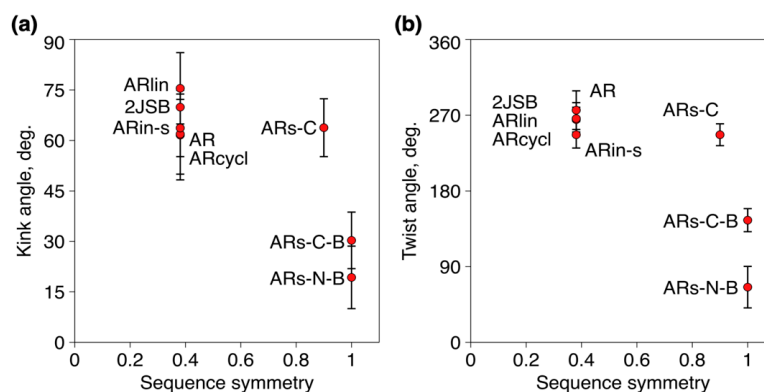 (a)
Kink angle, deg.
90
75
60
45
30
15
0
ARlin
2JSB
ARin-s
AR
ARcycl
ARs-C
ARs-C-B
ARs-N-B
0 0.2 0.4 0.6 0.8 1
Sequence symmetry
(b)
Twist angle, deg.
360
270
180
90
0
2JSB
ARlin
ARcycl
AR
ARin-s
ARs-C
ARs-C-B
ARs-N-B
0 0.2 0.4 0.6 0.8 1
Sequence symmetry